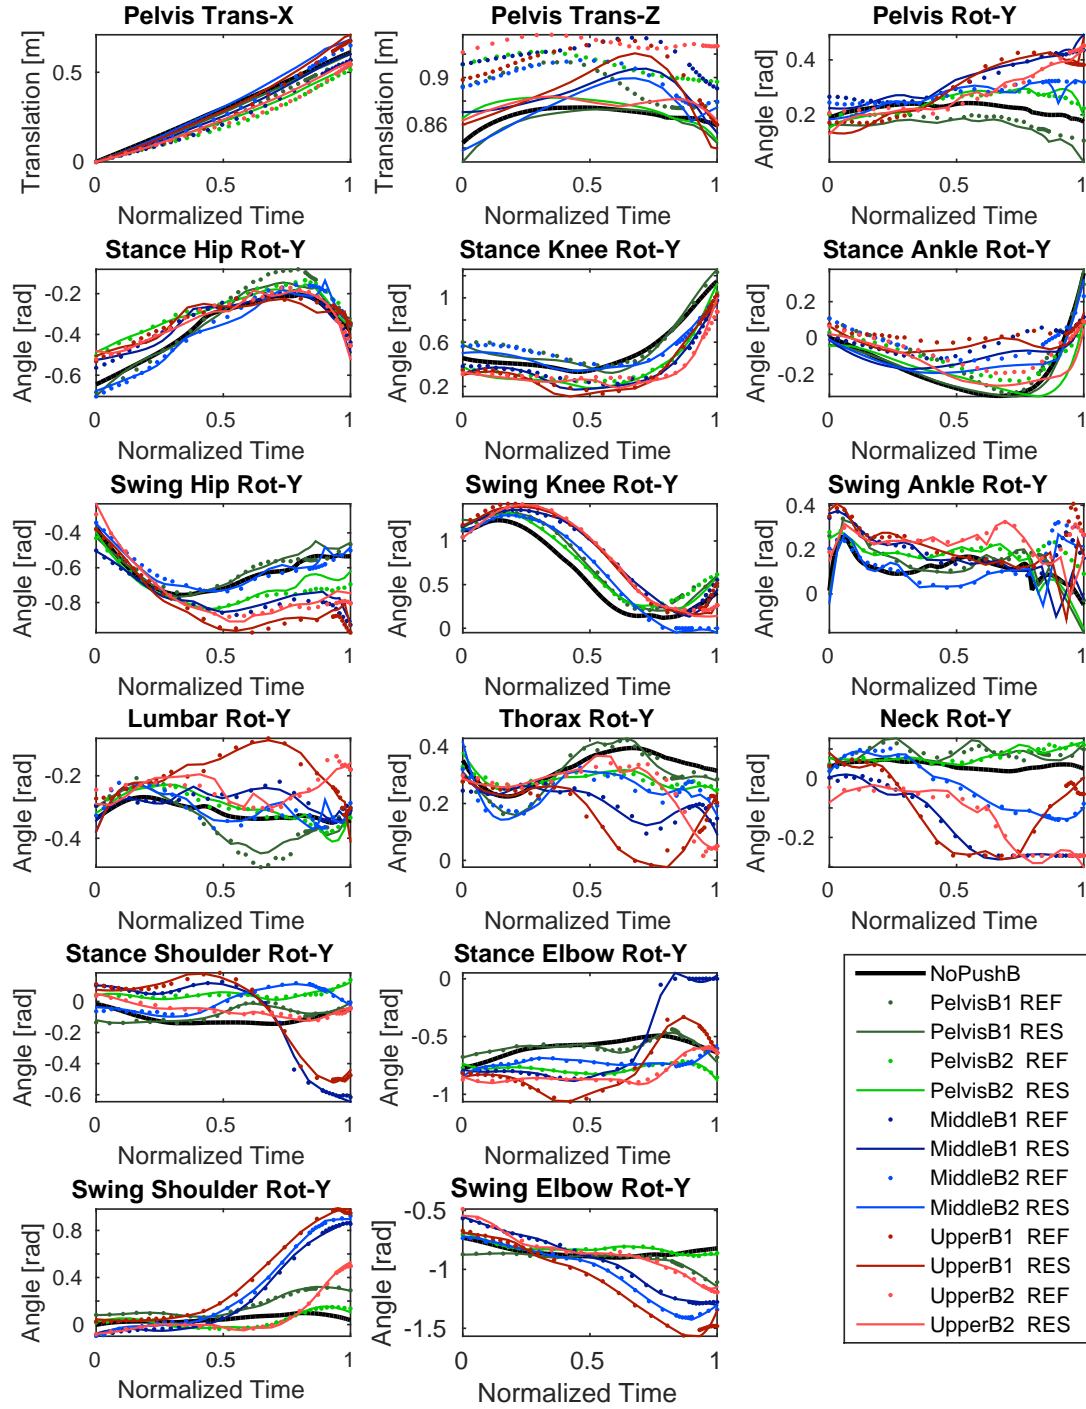 Pelvis Trans-X
Pelvis Trans-Z
Pelvis Rot-Y
Translation [m]
0.5
0
0 0.5 1
Normalized Time
Translation [m]
0.9
0.86
0 0.5 1
Normalized Time
Angle [rad]
0.4
0.2
0 0.5 1
Normalized Time
Stance Hip Rot-Y
Stance Knee Rot-Y
Stance Ankle Rot-Y
Angle [rad]
-0.2
-0.4
-0.6
0 0.5 1
Normalized Time
Angle [rad]
1
0.6
0.2
0 0.5 1
Normalized Time
Angle [rad]
0.2
0
-0.2
0 0.5 1
Normalized Time
Swing Hip Rot-Y
Swing Knee Rot-Y
Swing Ankle Rot-Y
Angle [rad]
-0.4
-0.6
-0.8
0 0.5 1
Normalized Time
Angle [rad]
1
0.5
0
0 0.5 1
Normalized Time
Angle [rad]
0.4
0.2
0
0 0.5 1
Normalized Time
Lumbar Rot-Y
Thorax Rot-Y
Neck Rot-Y
Angle [rad]
-0.2
-0.4
0 0.5 1
Normalized Time
Angle [rad]
0.4
0.2
0
0 0.5 1
Normalized Time
Angle [rad]
0
-0.2
0 0.5 1
Normalized Time
Stance Shoulder Rot-Y
Stance Elbow Rot-Y
Angle [rad]
0
-0.2
-0.4
-0.6
0 0.5 1
Normalized Time
Angle [rad]
0
-0.5
-1
0 0.5 1
Normalized Time
Swing Shoulder Rot-Y
Swing Elbow Rot-Y
Angle [rad]
0.8
0.4
0
0 0.5 1
Normalized Time
Angle [rad]
-0.5
-1
-1.5
0 0.5 1
Normalized Time
NoPushB
PelvisB1 REF
PelvisB1 RES
PelvisB2 REF
PelvisB2 RES
MiddleB1 REF
MiddleB1 RES
MiddleB2 REF
MiddleB2 RES
UpperB1 REF
UpperB1 RES
UpperB2 REF
UpperB2 RES